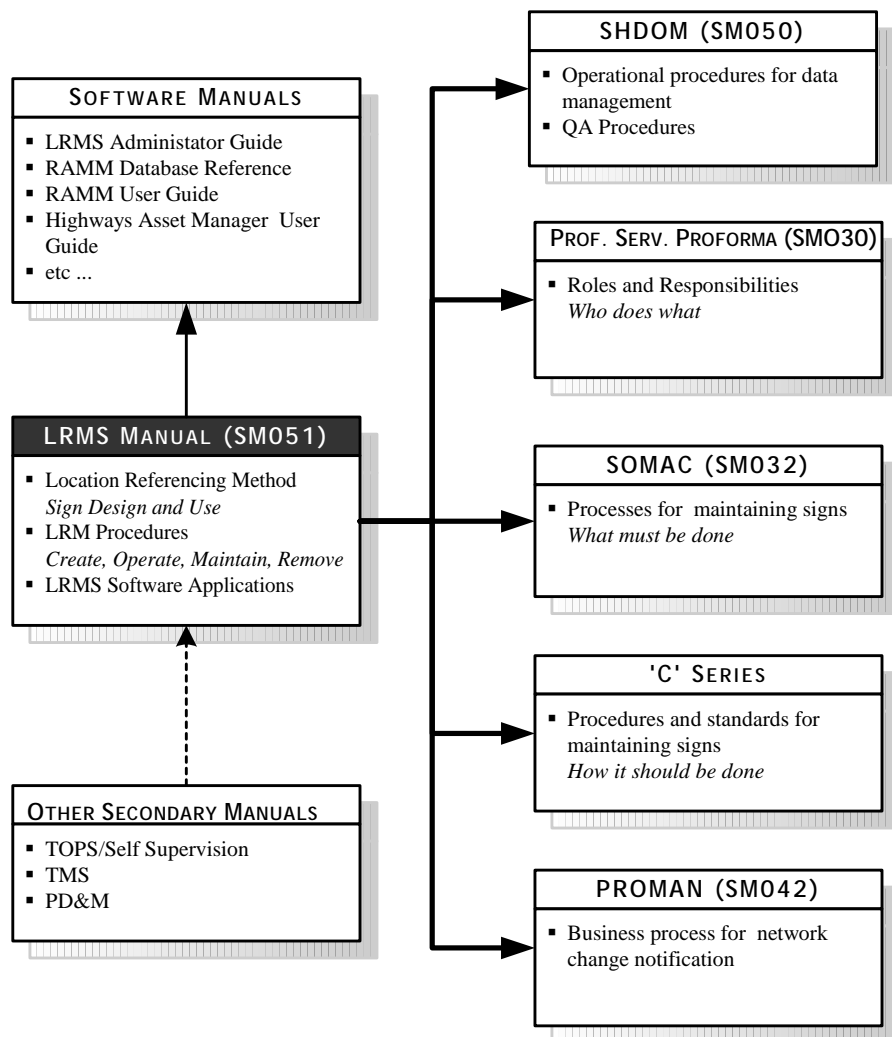 SOFTWARE MANUALS
▪ LRMS Administator Guide
▪ RAMM Database Reference
▪ RAMM User Guide
▪ Highways Asset Manager User
Guide
▪ etc ...
LRMS MANUAL (SM051)
▪ Location Referencing Method
Sign Design and Use
▪ LRM Procedures
Create, Operate, Maintain, Remove
▪ LRMS Software Applications
OTHER SECONDARY MANUALS
▪ TOPS/Self Supervision
▪ TMS
▪ PD&M
SHDOM (SM050)
▪ Operational procedures for data
management
▪ QA Procedures
PROF. SERV. PROFORMA (SMO30)
▪ Roles and Responsibilities
Who does what
SOMAC (SM032)
▪ Processes for maintaining signs
What must be done
'C' SERIES
▪ Procedures and standards for
maintaining signs
How it should be done
PROMAN (SM042)
▪ Business process for network
change notification